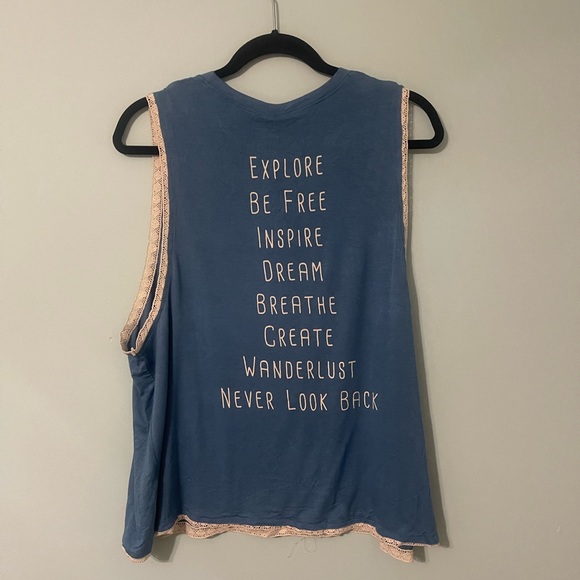 Explore
Be Free
Inspire
Dream
Breathe
Create
Wanderlust
Never Look Back